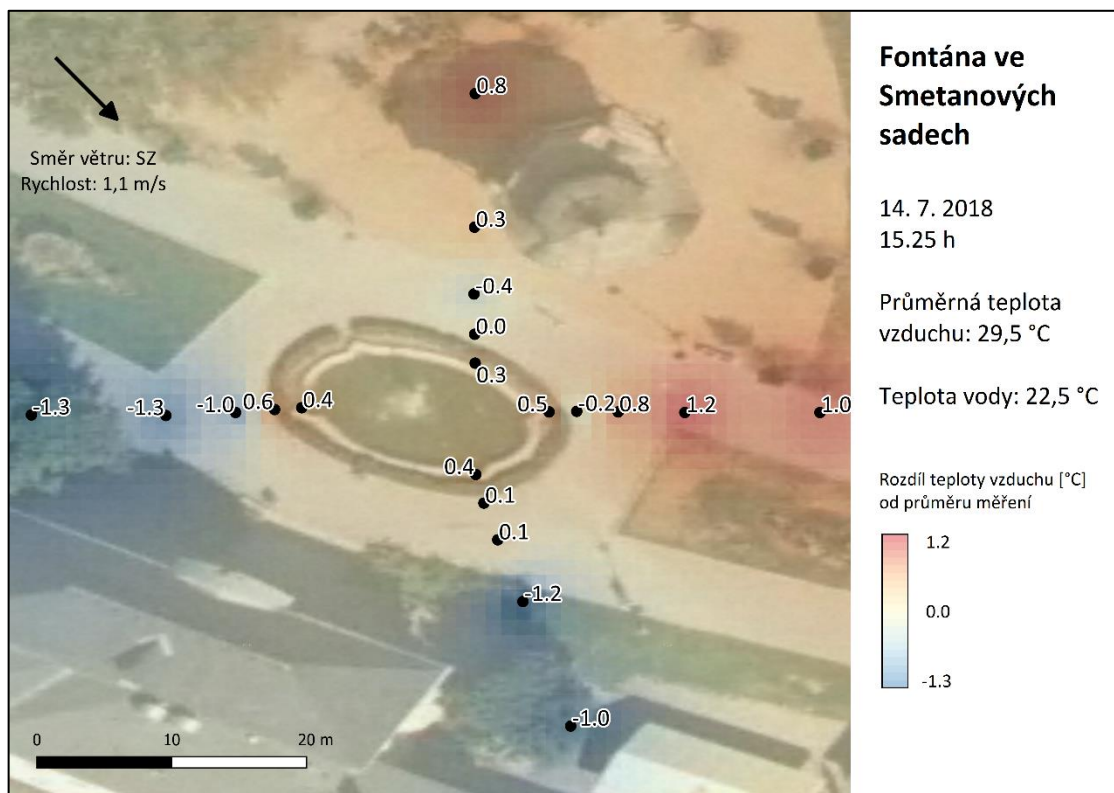 Fontána ve
Smetanových
sadech
14. 7. 2018
15.25 h
Průměrná teplota
vzduchu: 29,5 °C
Teplota vody: 22,5 °C
Rozdíl teploty vzduchu [°C]
od průměru měření
1.2
0.0
-1.3
Směr větru: SZ
Rychlost: 1,1 m/s
0.8
0.3
-0.4
0.0
0.3
-1.3 -1.3 -1.0 0.6 0.4 0.5 -0.2 0.8 1.2 1.0
0.4
0.1
0.1
-1.2
-1.0
0 10 20 m